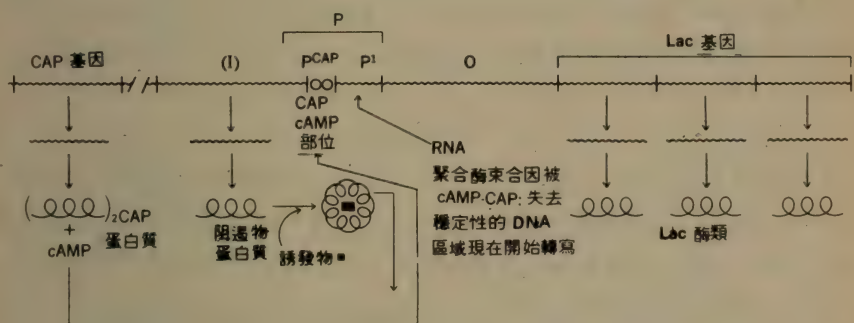 P
CAP 基因
(I)
P^CAP
P¹
O
Lac 基因
CAP
cAMP
部位
RNA
聚合酶束合因被
cAMP·CAP: 失去
穩定性的 DNA
區域現在開始轉寫
( )₂CAP
+
cAMP
蛋白質
阻遏物
蛋白質
誘發物■
Lac 酶類